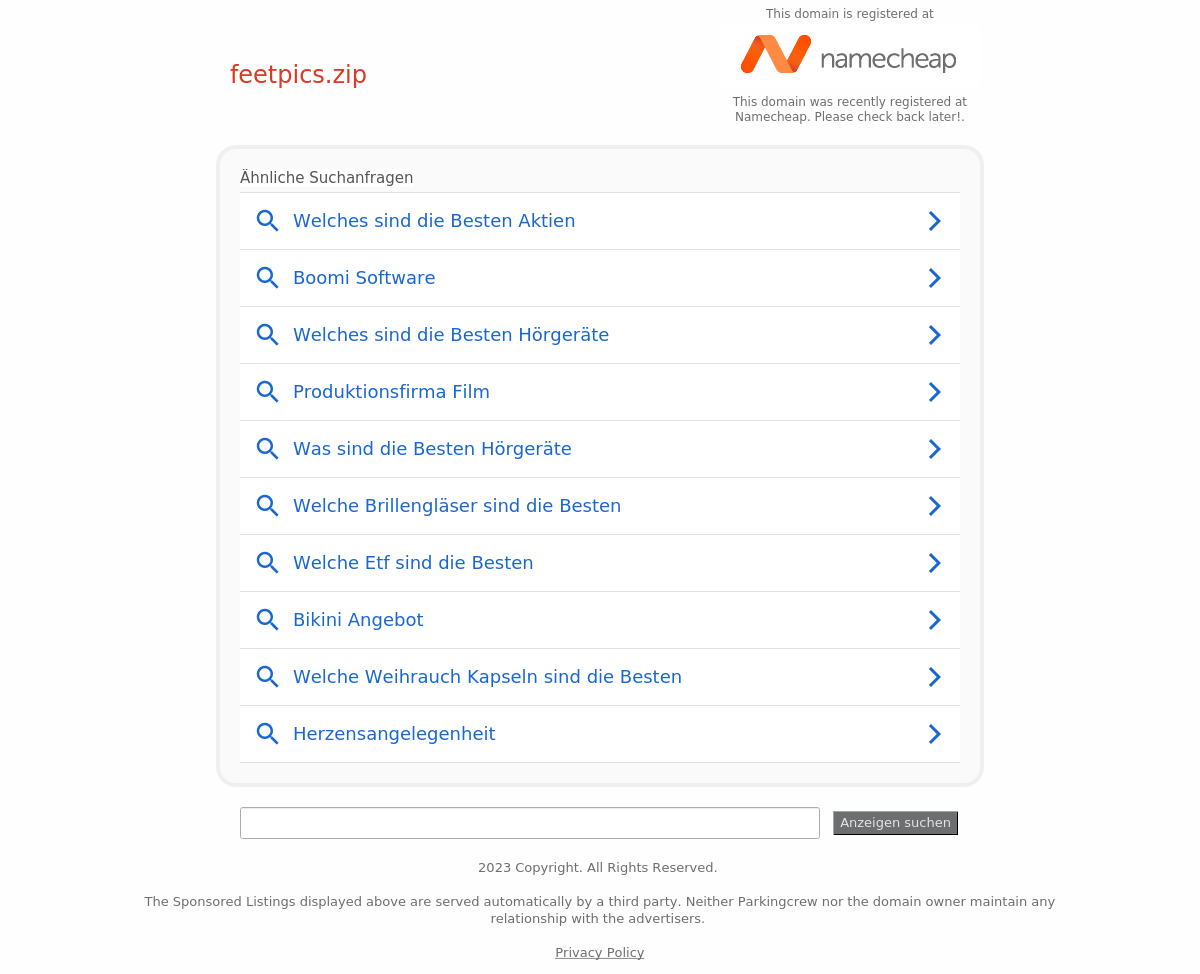 This domain is registered at
namecheap
feetpics.zip
This domain was recently registered at
Namecheap. Please check back later!.
Ähnliche Suchanfragen
Welches sind die Besten Aktien
Boomi Software
Welches sind die Besten Hörgeräte
Produktionsfirma Film
Was sind die Besten Hörgeräte
Welche Brillengläser sind die Besten
Welche Etf sind die Besten
Bikini Angebot
Welche Weihrauch Kapseln sind die Besten
Herzensangelegenheit
Anzeigen suchen
2023 Copyright. All Rights Reserved.
The Sponsored Listings displayed above are served automatically by a third party. Neither Parkingcrew nor the domain owner maintain any
relationship with the advertisers.
Privacy Policy